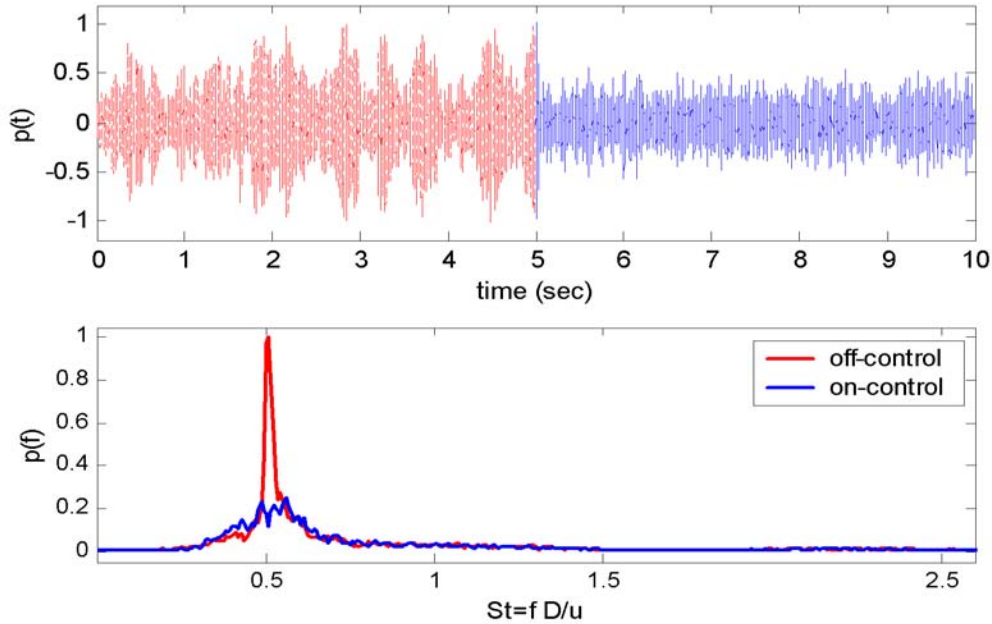 1
0.5
0
-0.5
-1
p(t)
0 1 2 3 4 5 6 7 8 9 10
time (sec)
1
0.8
0.6
0.4
0.2
0
p(f)
off-control
on-control
0.5 1 1.5 2.5
St=f D/u